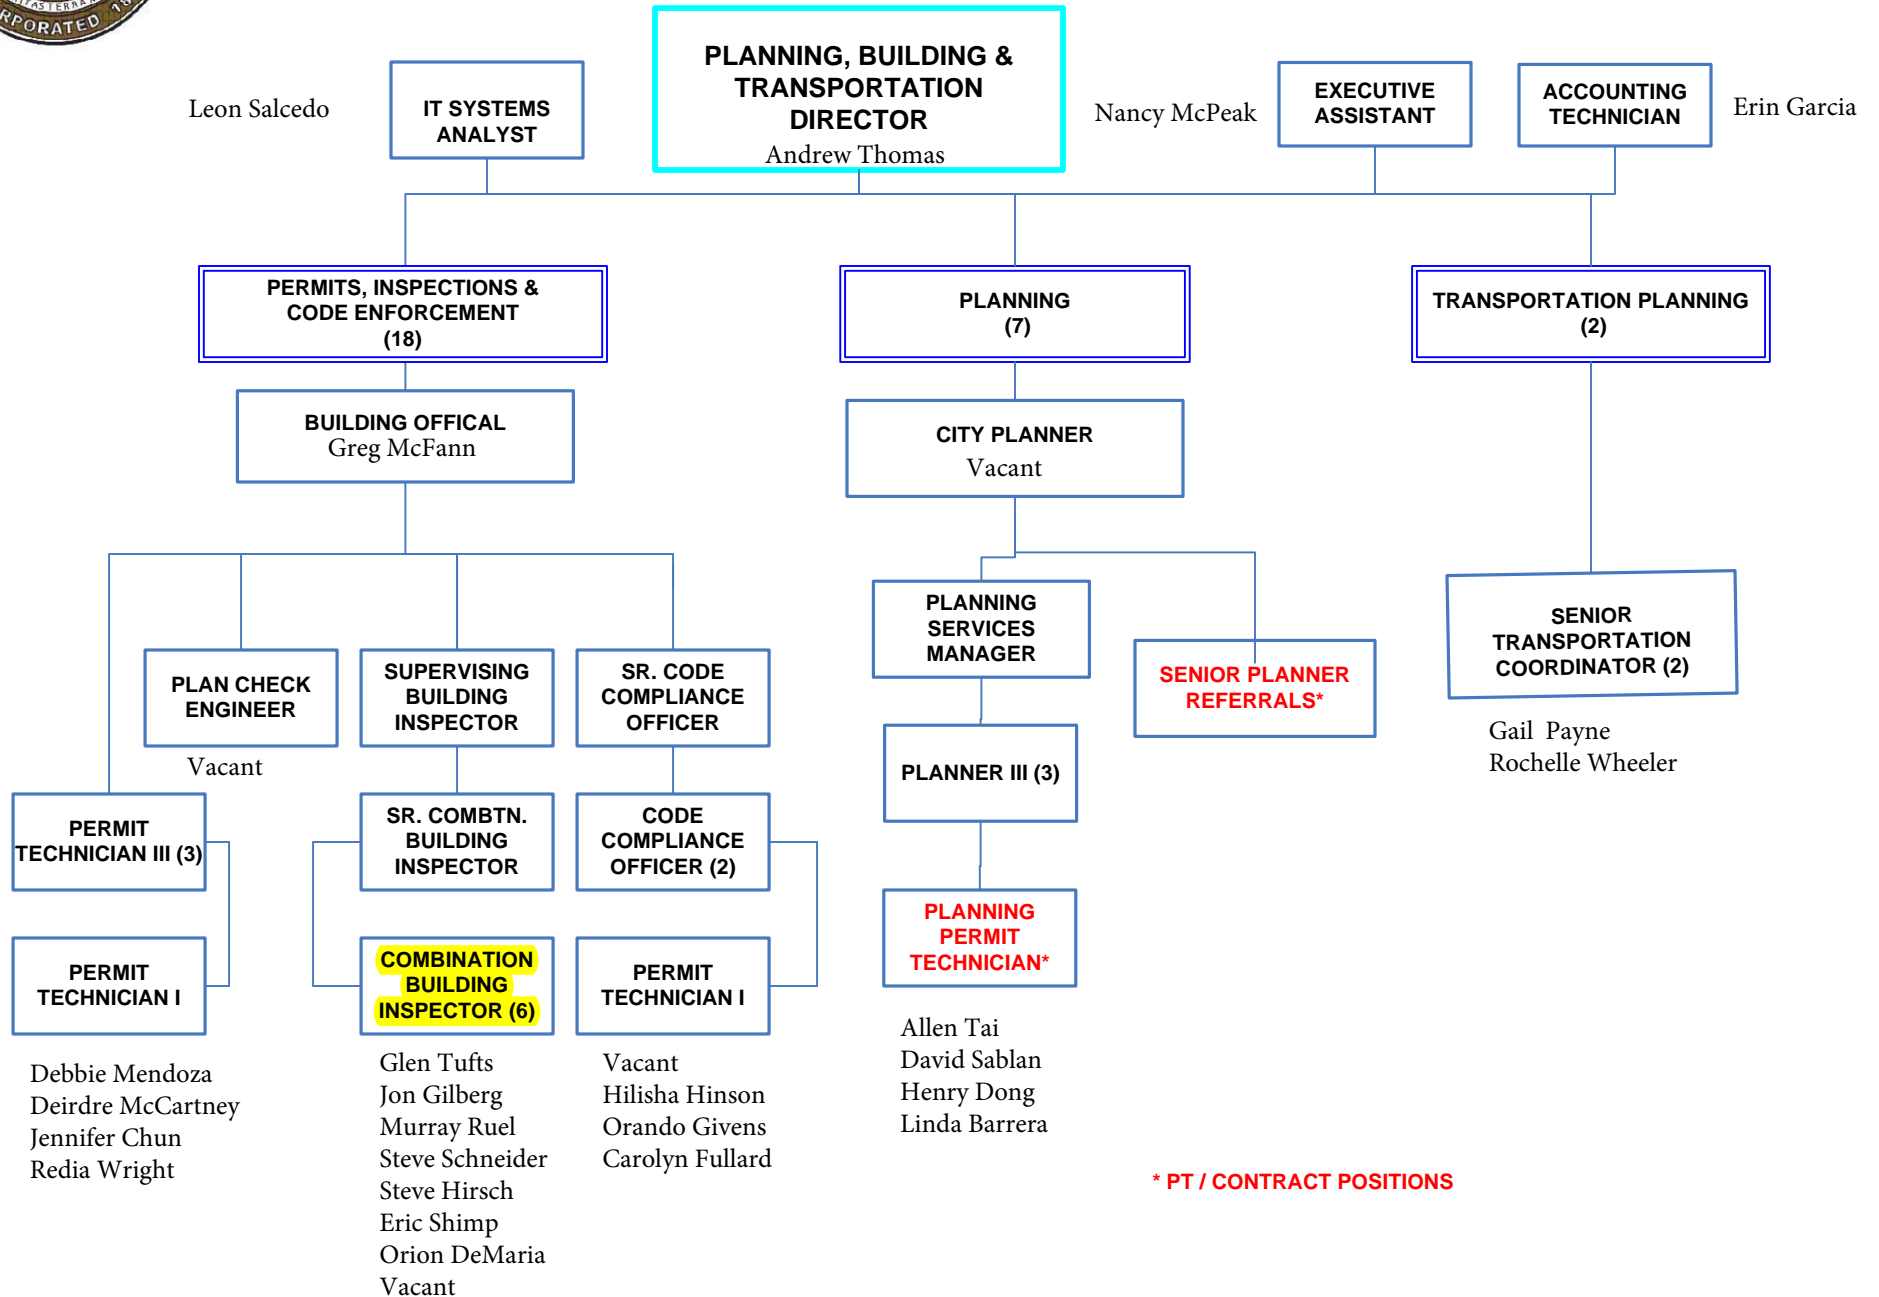 PLANNING, BUILDING &
TRANSPORTATION
DIRECTOR
Andrew Thomas
Leon Salcedo
IT SYSTEMS
ANALYST
Nancy McPeak
EXECUTIVE
ASSISTANT
ACCOUNTING
TECHNICIAN
Erin Garcia
PERMITS, INSPECTIONS &
CODE ENFORCEMENT
(18)
PLANNING
(7)
TRANSPORTATION PLANNING
(2)
BUILDING OFFICAL
Greg McFann
CITY PLANNER
Vacant
PLAN CHECK
ENGINEER
Vacant
SUPERVISING
BUILDING
INSPECTOR
SR. CODE
COMPLIANCE
OFFICER
PLANNING
SERVICES
MANAGER
SENIOR PLANNER
REFERRALS*
SENIOR
TRANSPORTATION
COORDINATOR (2)
Gail Payne
Rochelle Wheeler
PERMIT
TECHNICIAN III (3)
SR. COMBTN.
BUILDING
INSPECTOR
CODE
COMPLIANCE
OFFICER (2)
PLANNER III (3)
PERMIT
TECHNICIAN I
COMBINATION
BUILDING
INSPECTOR (6)
PERMIT
TECHNICIAN I
PLANNING
PERMIT
TECHNICIAN*
Debbie Mendoza
Deirdre McCartney
Jennifer Chun
Redia Wright
Glen Tufts
Jon Gilberg
Murray Ruel
Steve Schneider
Steve Hirsch
Eric Shimp
Orion DeMaria
Vacant
Vacant
Hilisha Hinson
Orando Givens
Carolyn Fullard
Allen Tai
David Sablan
Henry Dong
Linda Barrera
* PT / CONTRACT POSITIONS